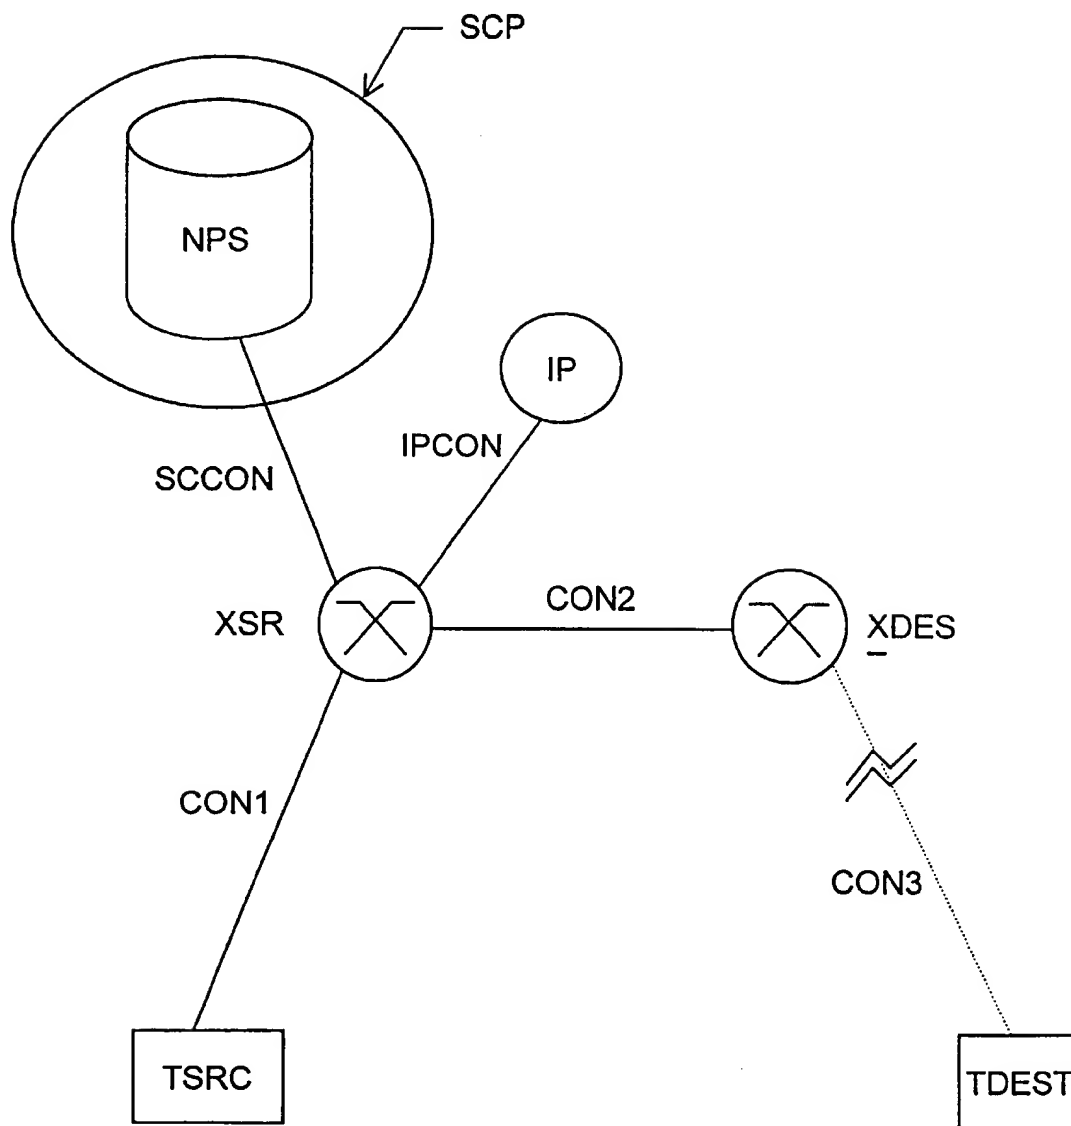 SCP
NPS
IP
IPCON
SCCON
XSR
CON2
XDES
CON1
CON3
TSRC
TDEST